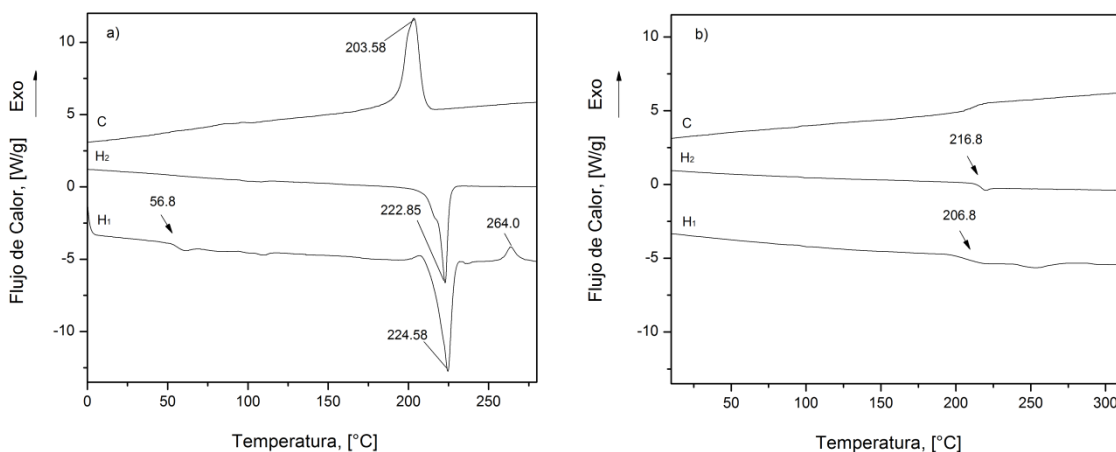 a)
10
5
0
-5
-10
Flujo de Calor, [W/g]
Exo
203.58
C
H2
56.8
H1
222.85
264.0
224.58
0
50
100
150
200
250
Temperatura, [°C]
b)
10
5
0
-5
-10
Flujo de Calor, [W/g]
Exo
C
216.8
H2
206.8
H1
50
100
150
200
250
300
Temperatura, [°C]